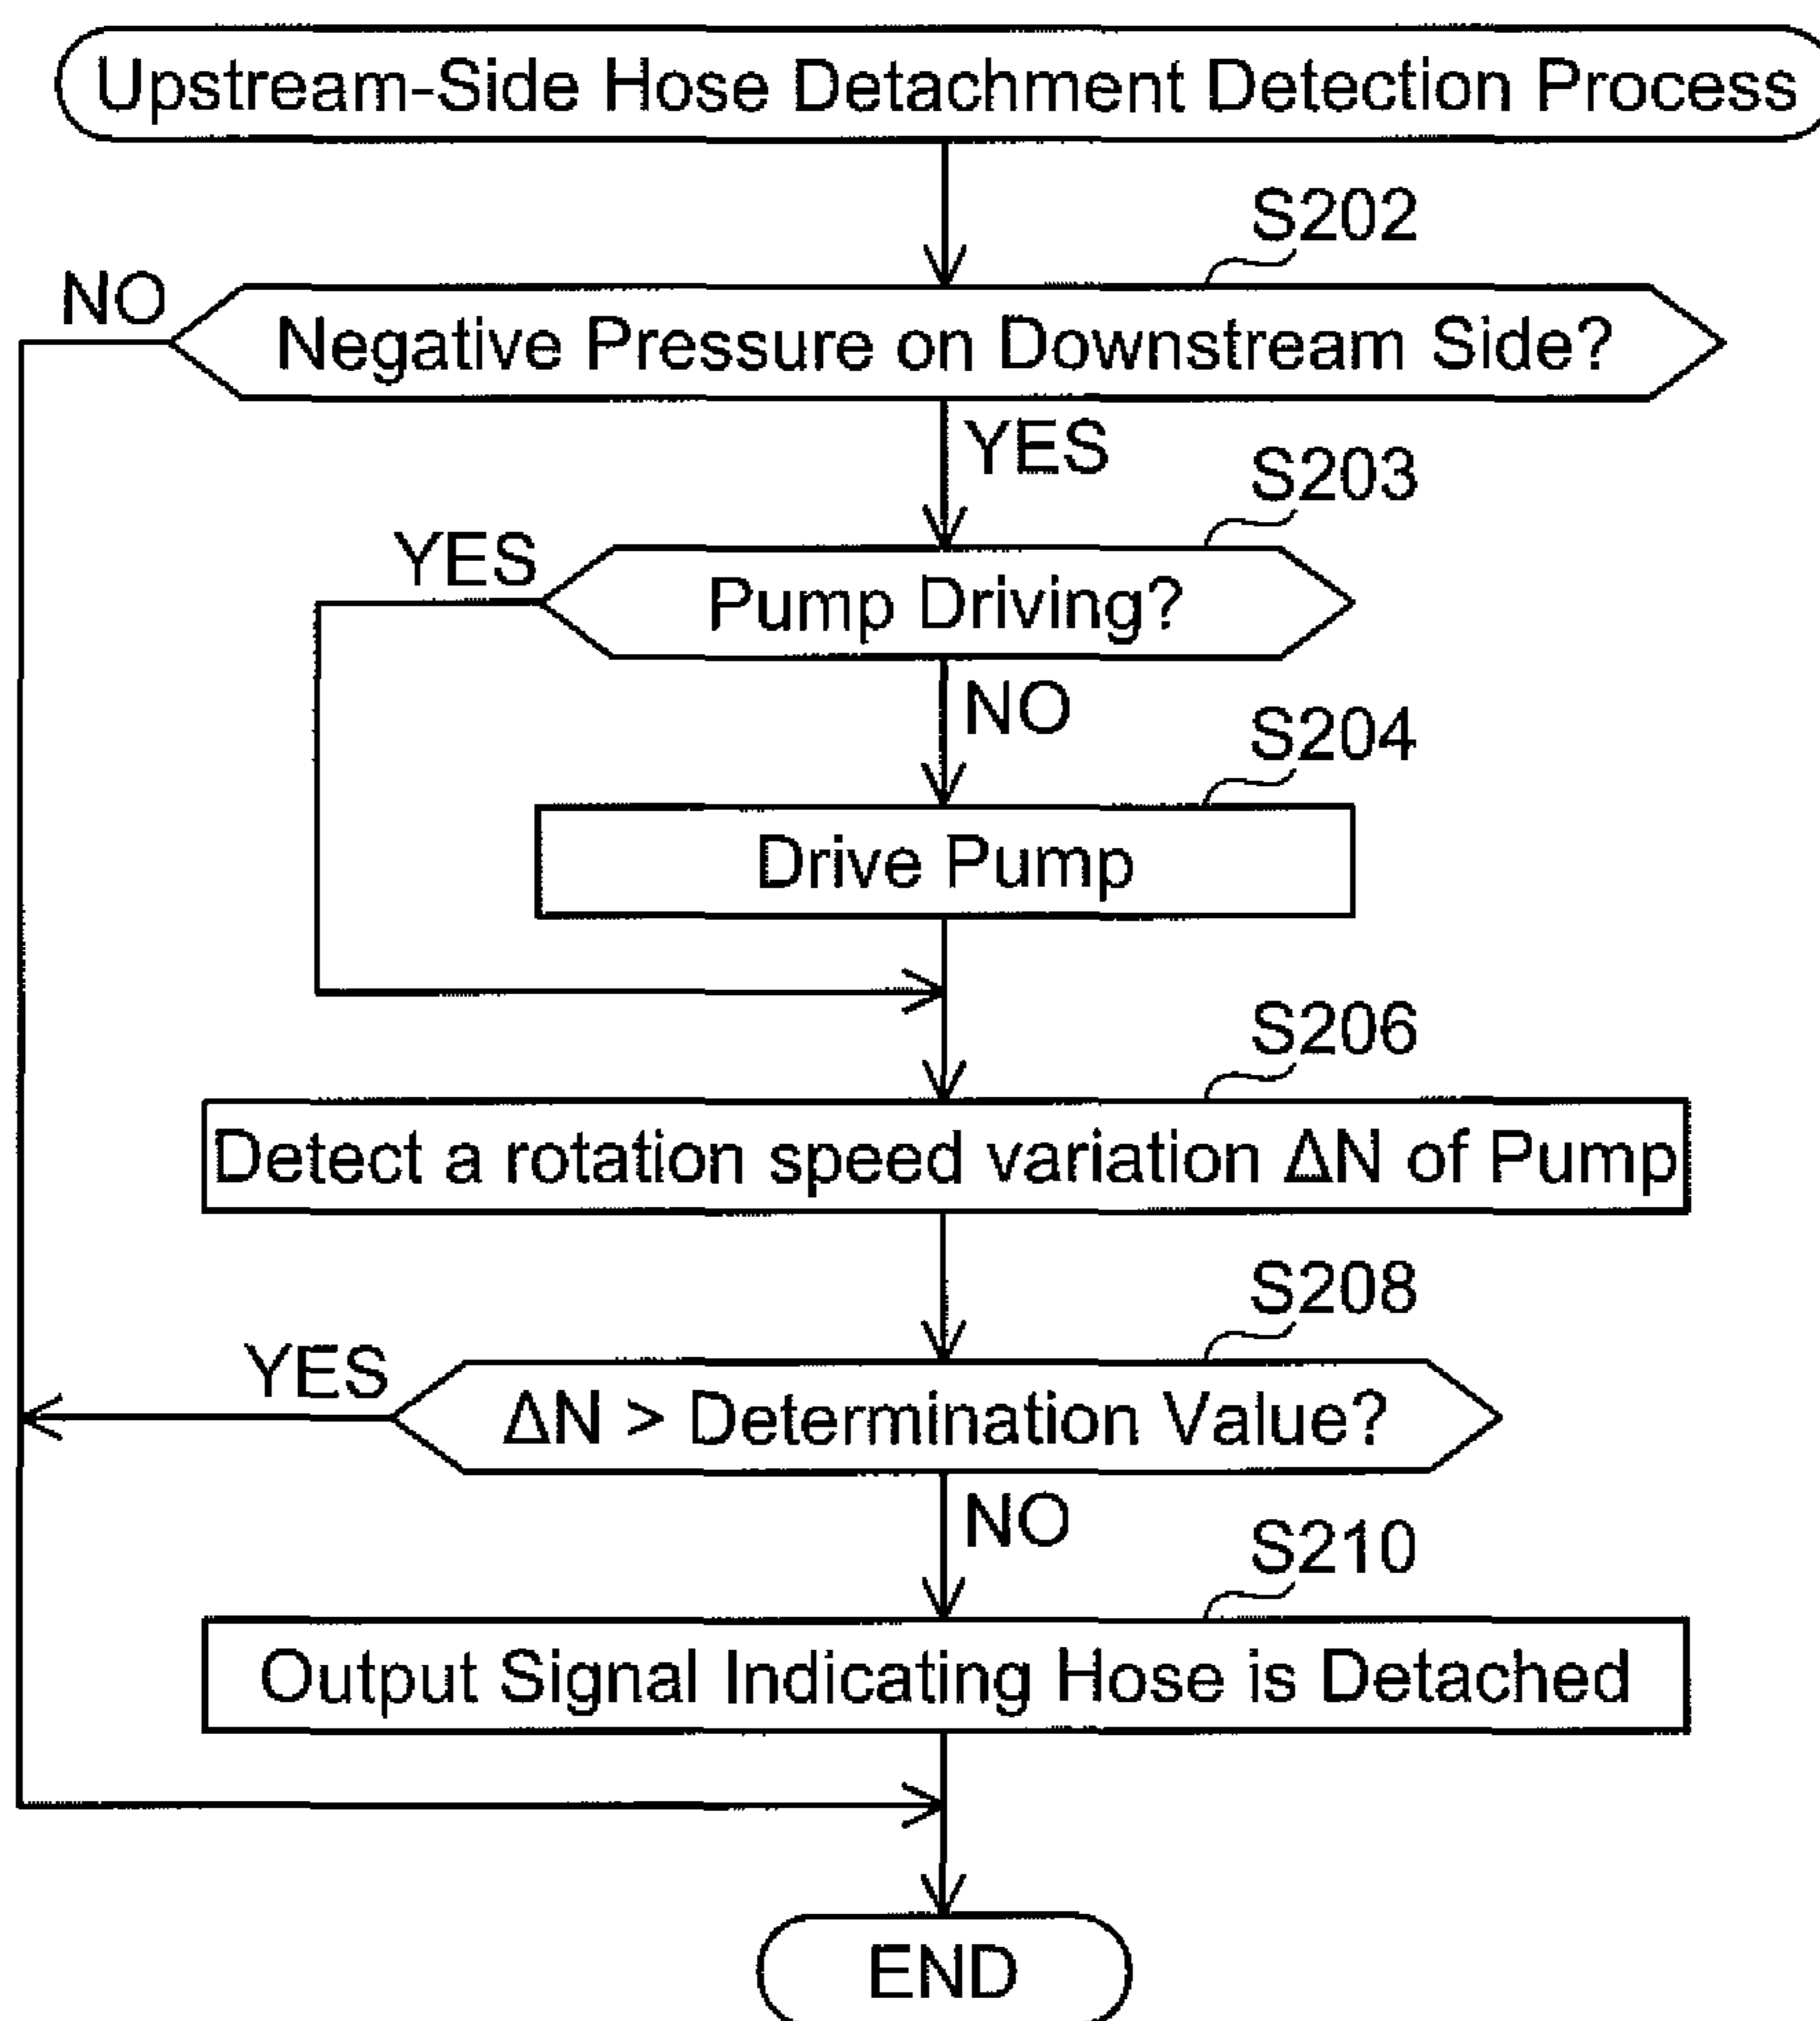 Upstream-Side Hose Detachment Detection Process
S202
NO
Negative Pressure on Downstream Side?
YES
S203
YES
Pump Driving?
NO
S204
Drive Pump
S206
Detect a rotation speed variation ΔN of Pump
S208
YES
ΔN > Determination Value?
NO
S210
Output Signal Indicating Hose is Detached
END